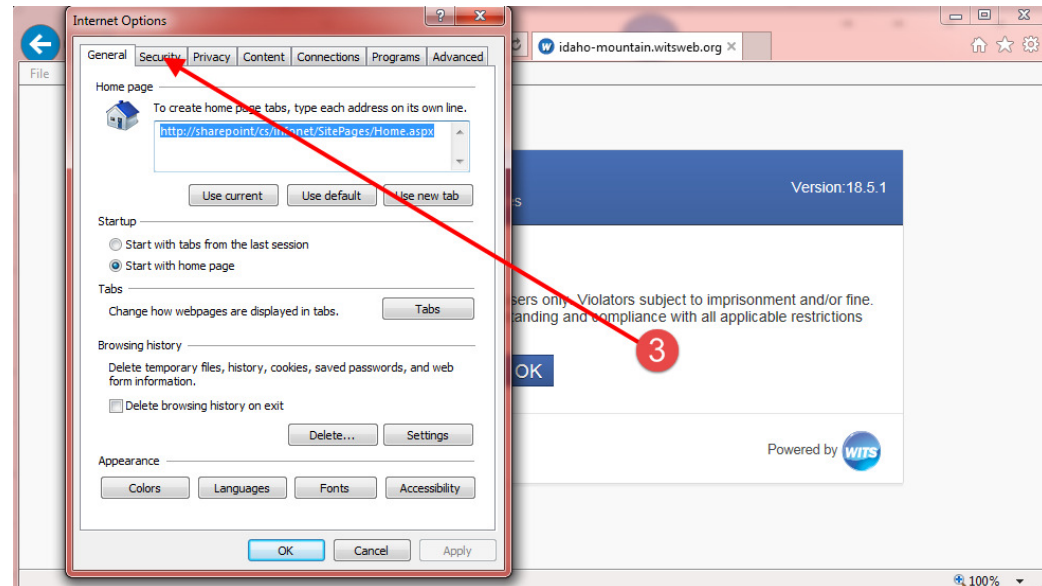 Internet Options
idaho-mountain.witsweb.org
File
General Security Privacy Content Connections Programs Advanced
Home page
To create home page tabs, type each address on its own line.
http://sharepoint/cs/infonet/SitePages/Home.aspx
Use current Use default Use new tab
Startup
Start with tabs from the last session
Start with home page
Tabs
Change how webpages are displayed in tabs. Tabs
Browsing history
Delete temporary files, history, cookies, saved passwords, and web
form information.
Delete browsing history on exit
Delete... Settings
Appearance
Colors Languages Fonts Accessibility
OK Cancel Apply
Version:18.5.1
es
sers only. Violators subject to imprisonment and/or fine.
tanding and compliance with all applicable restrictions
3
OK
Powered by WITS
100%